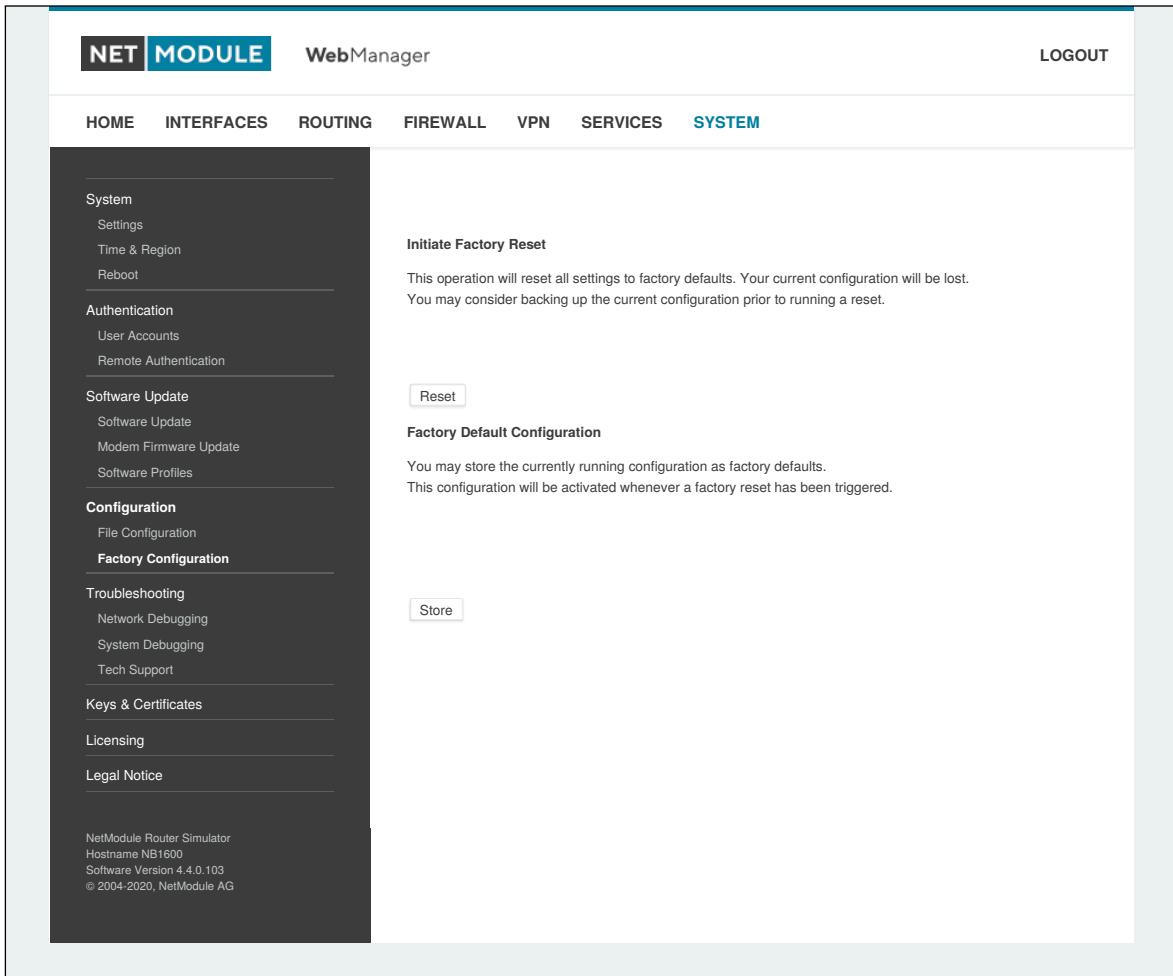 NET MODULE WebManager LOGOUT
HOME INTERFACES ROUTING FIREWALL VPN SERVICES SYSTEM
System
Settings
Time & Region
Reboot
Authentication
User Accounts
Remote Authentication
Software Update
Software Update
Modem Firmware Update
Software Profiles
Configuration
File Configuration
Factory Configuration
Troubleshooting
Network Debugging
System Debugging
Tech Support
Keys & Certificates
Licensing
Legal Notice
NetModule Router Simulator
Hostname NB1600
Software Version 4.4.0.103
© 2004-2020, NetModule AG
Initiate Factory Reset
This operation will reset all settings to factory defaults. Your current configuration will be lost.
You may consider backing up the current configuration prior to running a reset.
Reset
Factory Default Configuration
You may store the currently running configuration as factory defaults.
This configuration will be activated whenever a factory reset has been triggered.
Store